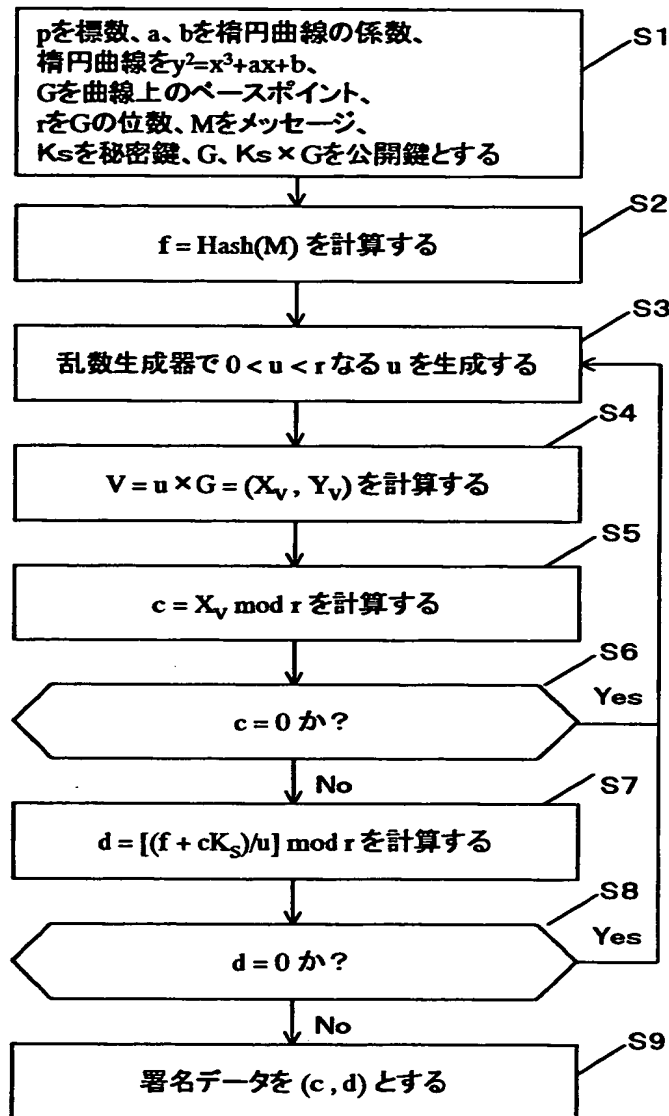 pを標数、a、bを楕円曲線の係数、
楕円曲線をy²=x³+ax+b、
Gを曲線上のベースポイント、
rをGの位数、Mをメッセージ、
Ksを秘密鍵、G、Ks×Gを公開鍵とする
S1
S2
f = Hash(M) を計算する
S3
乱数生成器で 0 < u < r なる u を生成する
S4
V = u × G = (X_V , Y_V) を計算する
S5
c = X_V mod r を計算する
S6
c = 0 か？
Yes
No
S7
d = [(f + cK_S)/u] mod r を計算する
S8
d = 0 か？
Yes
No
S9
署名データを (c , d) とする